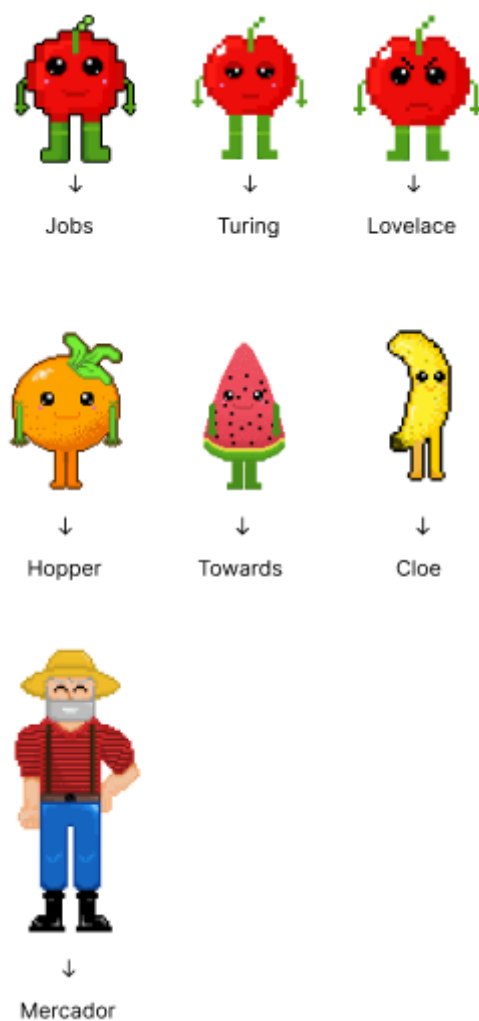 ↓ ↓ ↓
Jobs Turing Lovelace
↓ ↓ ↓
Hopper Towards Cloe
↓
Mercador